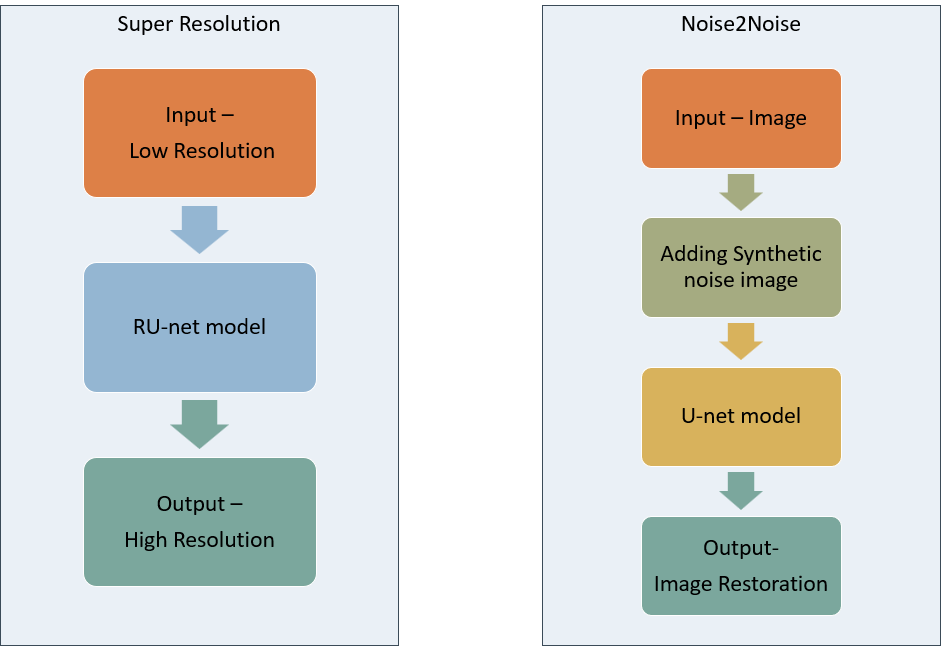 Super Resolution
Input –
Low Resolution
RU-net model
Output –
High Resolution
Noise2Noise
Input – Image
Adding Synthetic
noise image
U-net model
Output-
Image Restoration